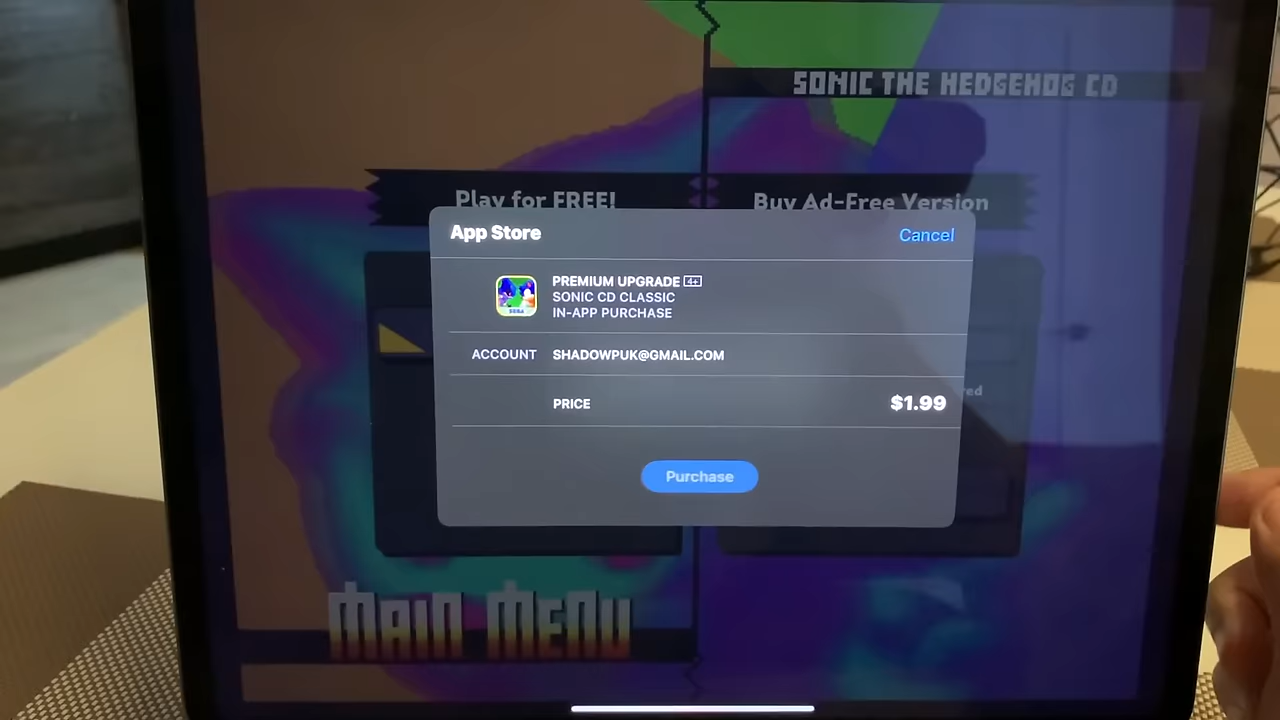 SONIC THE HEDGEHOG CD
Play for FREE!
Buy Ad-Free Version
App Store
Cancel
PREMIUM UPGRADE 4+
SONIC CD CLASSIC
IN-APP PURCHASE
SEGA
ACCOUNT SHADOWPUK@GMAIL.COM
PRICE $1.99
Purchase
MAIN MENU